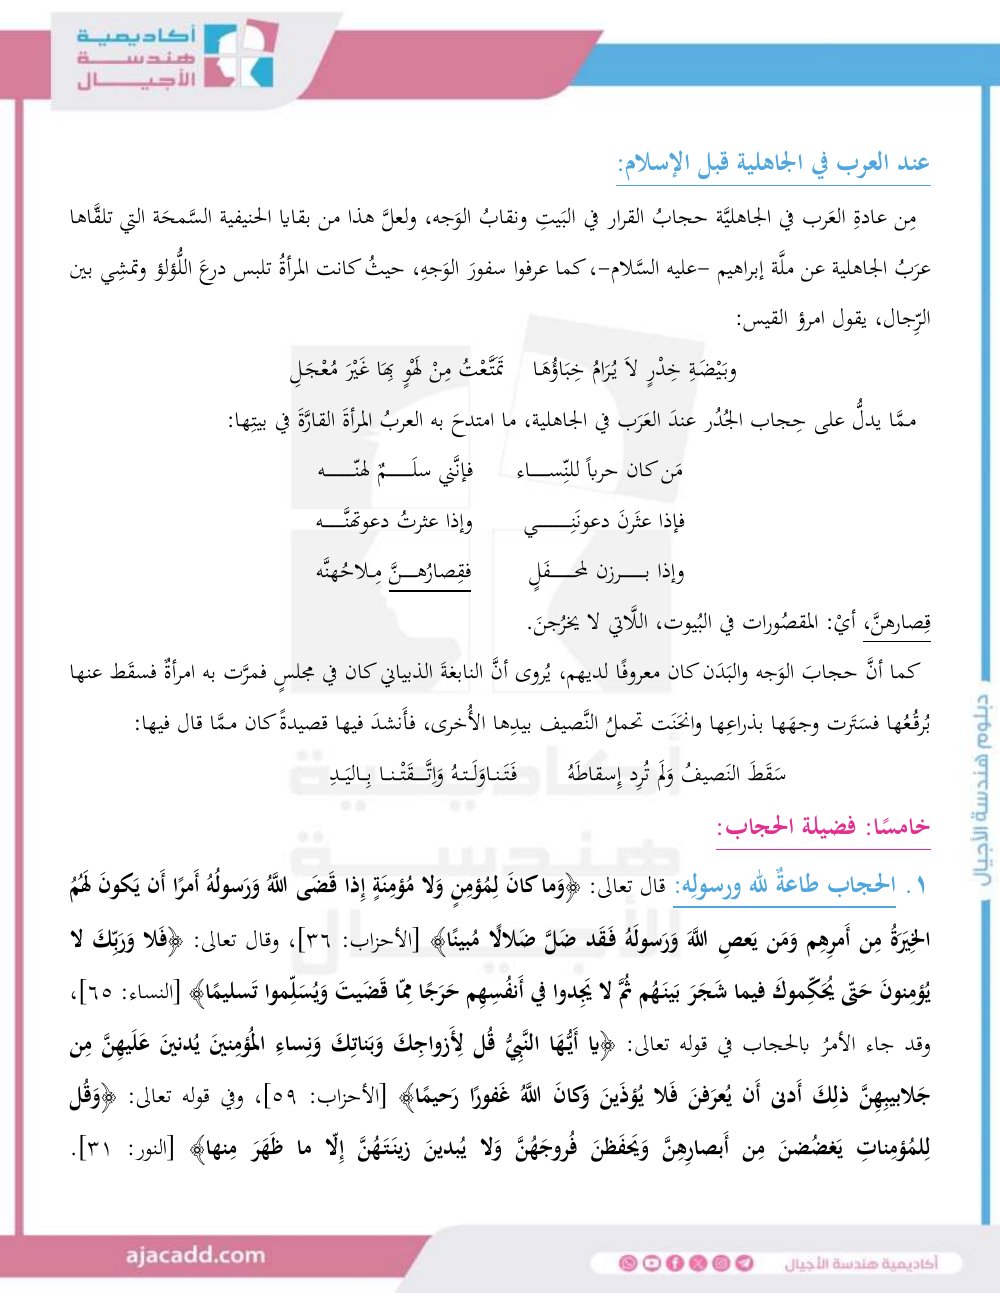 أكاديمية
هندسة
الأجيال
عند العرب في الجاهلية قبل الإسلام:
مِن عادةِ العَرب في الجاهليَّة حجابُ القرار في البَيتِ ونقابُ الوَجه، ولعلَّ هذا من بقايا الحنيفية السَّمحَة التي تلقَّاها
عرَبُ الجاهلية عن ملَّة إبراهيم –عليه السَّلام–، كما عرفوا سفورَ الوَجهِ، حيثُ كانت المرأةُ تلبس درعَ اللُّؤلؤ وتمشِي بين
الرِّجال، يقول امرؤ القيس:
وبَيْضَةِ خِدْرٍ لاَ يُرَامُ خِبَاؤُهَا تَمَتَّعْتُ مِنْ لَهْوٍ بِهَا غَيْرَ مُعْجَلِ
ممَّا يدلُّ على حِجاب الجُدُر عندَ العَرَب في الجاهلية، ما امتدحَ به العربُ المرأةَ القارَّةَ في بيتِها:
مَن كان حرباً للنِّساء فإنَّني سلَمٌ لهنّه
فإذا عثَرنَ دعونَنِي وإذا عثرتُ دعوتهنَّه
وإذا برزن لمحفَلٍ فقِصارُهنَّ مِلاحُهنَّه
قِصارهنَّ، أيْ: المقصُورات في البُيوت، اللَّاتي لا يخرُجنَ.
كما أنَّ حجابَ الوَجه والبَدَن كان معروفًا لديهم، يُروى أنَّ النابغةَ الذبياني كان في مجلسٍ فمرَّت به امرأةٌ فسقَط عنها
بُرقُعُها فستَرت وجهَها بذراعِها وانحَنَت تحملُ النَّصيف بيدِها الأُخرى، فأَنشدَ فيها قصيدةً كان ممَّا قال فيها:
سَقَطَ النَصيفُ وَلَم تُرِد إِسقاطَهُ فَتَناوَلَتهُ وَاِتَّقَتْنا بِاليَدِ
خامسًا: فضيلة الحجاب:
١. الحجاب طاعةٌ لله ورسولِه: قال تعالى: ﴿وَما كانَ لِمُؤمِنٍ وَلا مُؤمِنَةٍ إِذا قَضَى اللَّهُ وَرَسولُهُ أَمرًا أَن يَكونَ لَهُمُ
الخِيَرَةُ مِن أَمرِهِم وَمَن يَعصِ اللَّهَ وَرَسولَهُ فَقَد ضَلَّ ضَلالًا مُبينًا﴾ [الأحزاب: ٣٦]، وقال تعالى: ﴿فَلا وَرَبِّكَ لا
يُؤمِنونَ حَتّى يُحَكِّموكَ فيما شَجَرَ بَينَهُم ثُمَّ لا يَجِدوا في أَنفُسِهِم حَرَجًا مِمّا قَضَيتَ وَيُسَلِّموا تَسليمًا﴾ [النساء: ٦٥]،
وقد جاء الأمرُ بالحجاب في قوله تعالى: ﴿يا أَيُّهَا النَّبِيُّ قُل لِأَزواجِكَ وَبَناتِكَ وَنِساءِ المُؤمِنينَ يُدنينَ عَلَيهِنَّ مِن
جَلابيبِهِنَّ ذلِكَ أَدنى أَن يُعرَفنَ فَلا يُؤذَينَ وَكانَ اللَّهُ غَفورًا رَحيمًا﴾ [الأحزاب: ٥٩]، وفي قوله تعالى: ﴿وَقُل
لِلمُؤمِناتِ يَغضُضنَ مِن أَبصارِهِنَّ وَيَحفَظنَ فُروجَهُنَّ وَلا يُبدينَ زينَتَهُنَّ إِلّا ما ظَهَرَ مِنها﴾ [النور: ٣١].
دبلوم هندسة الأجيال
أكاديمية
هندسة
الأجيال
أكاديمية هندسة الأجيال
ajacadd.com